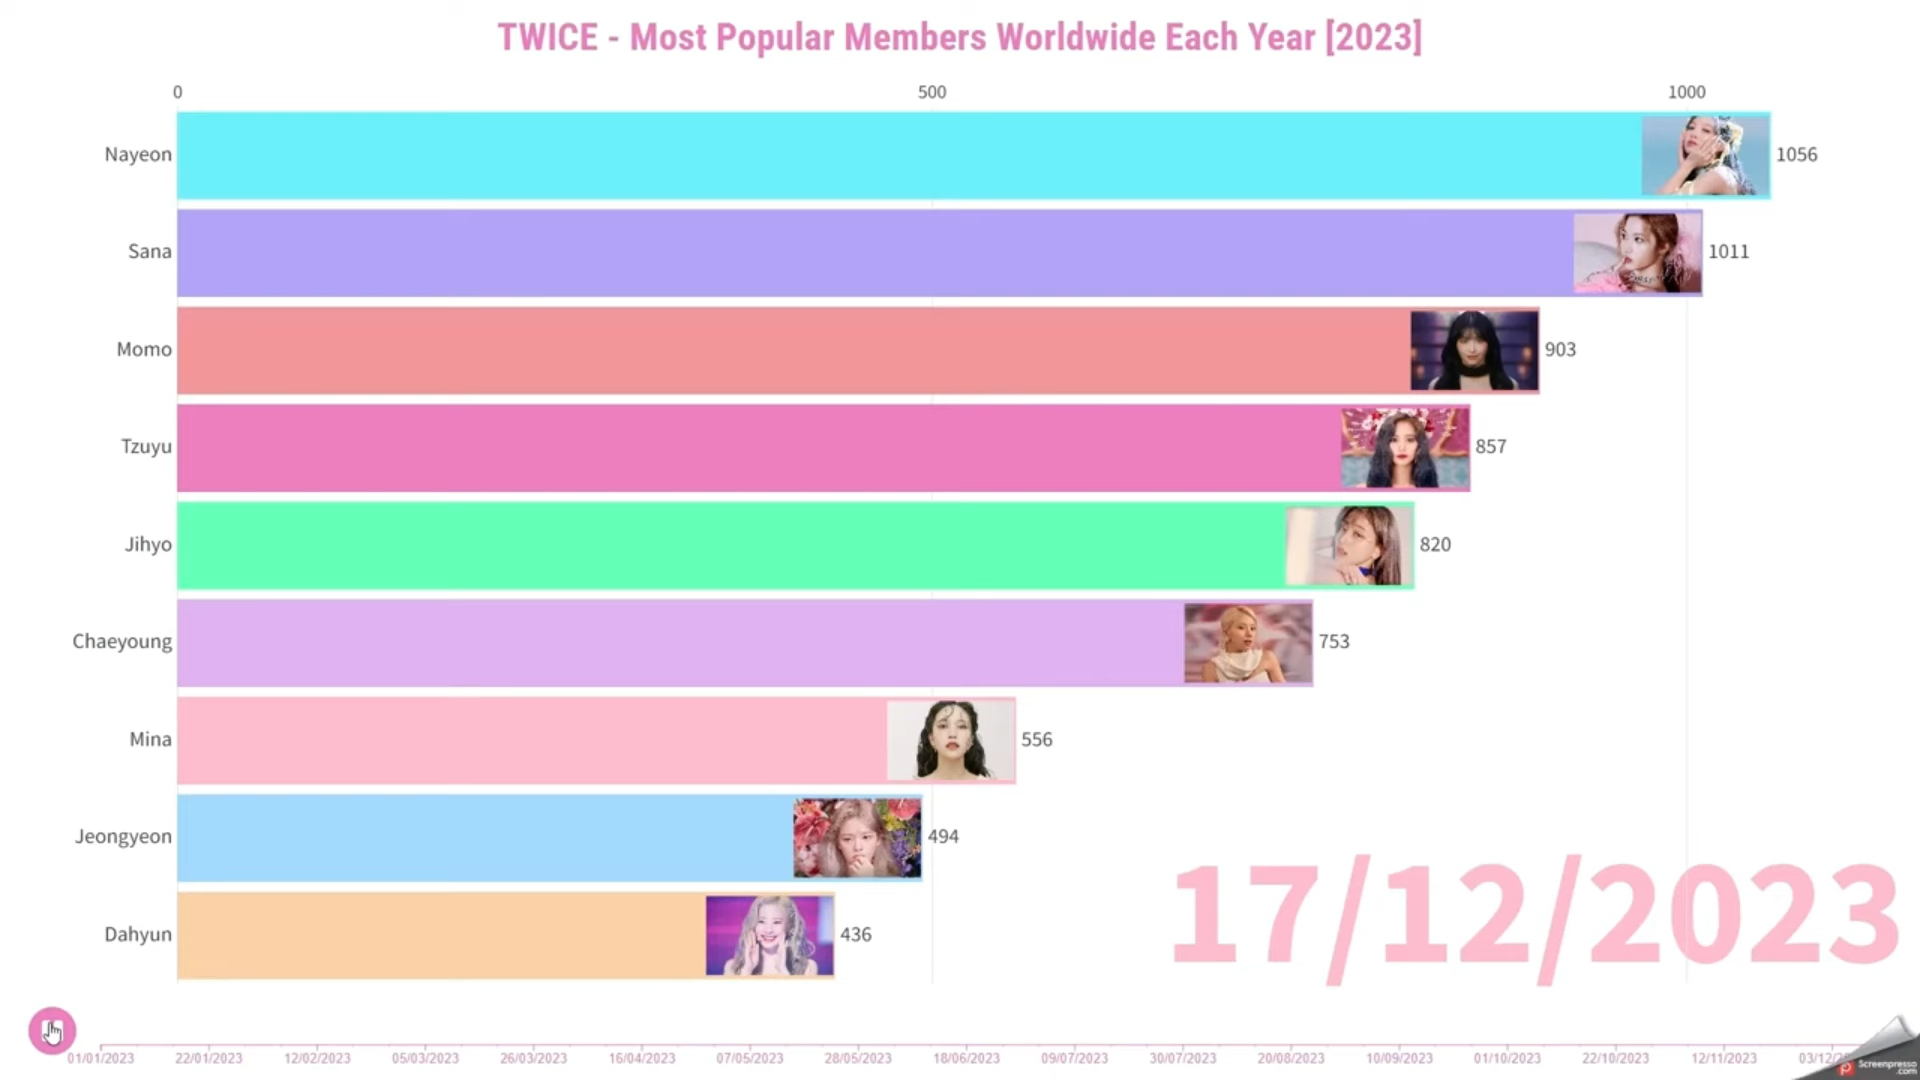 TWICE - Most Popular Members Worldwide Each Year [2023]
0 500 1000
Nayeon 1056
Sana 1011
Momo 903
Tzuyu 857
Jihyo 820
Chaeyoung 753
Mina 556
Jeongyeon 494
Dahyun 436
17/12/2023
01/01/2023 22/01/2023 12/02/2023 05/03/2023 26/03/2023 16/04/2023 07/05/2023 28/05/2023 18/06/2023 09/07/2023 30/07/2023 20/08/2023 10/09/2023 01/10/2023 22/10/2023 12/11/2023
Screenpresso
.com